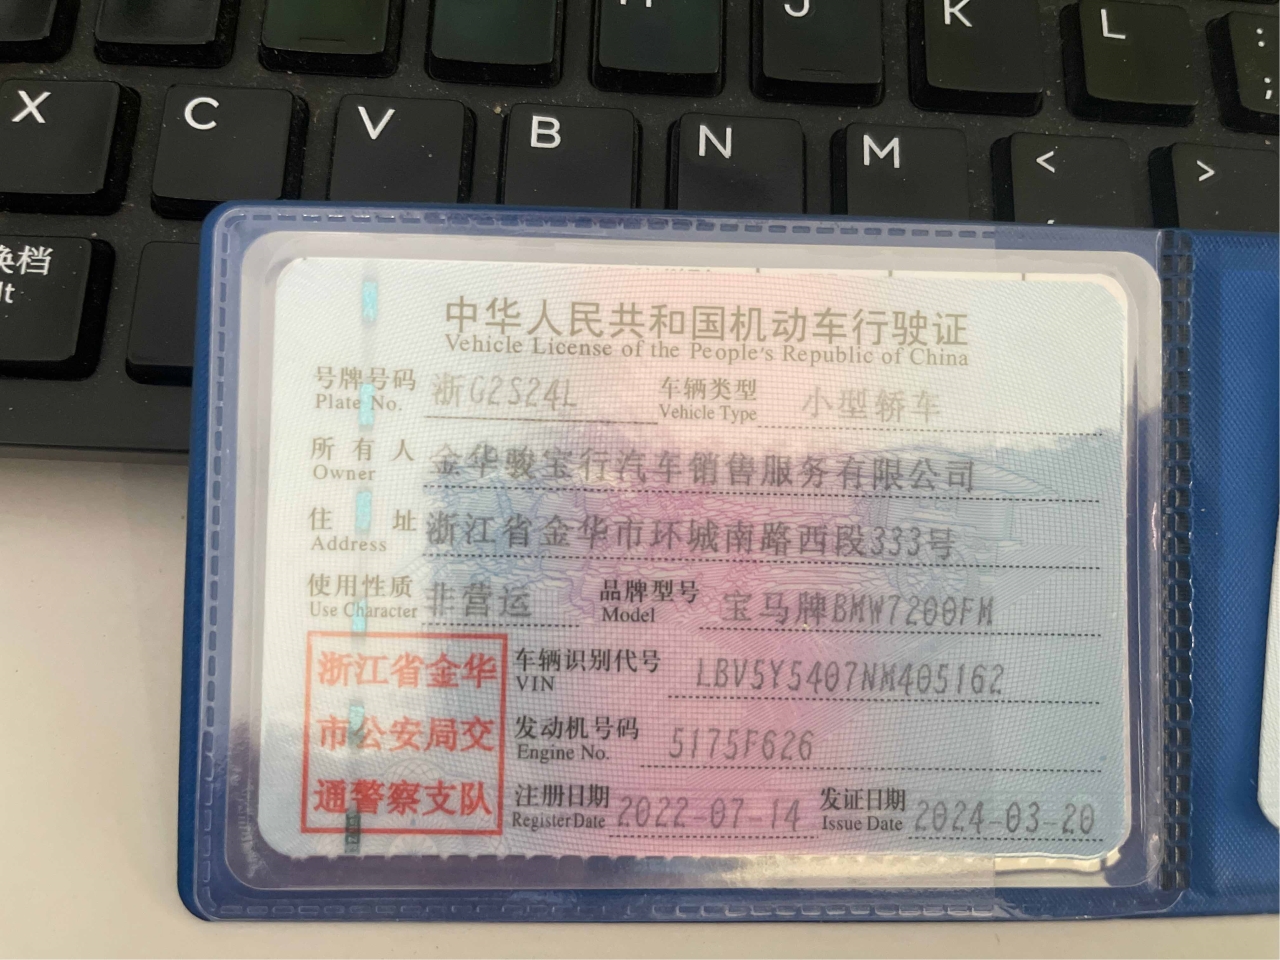 H J K L : ;
X C V B N M < >
换档
lt
中华人民共和国机动车行驶证
Vehicle License of the People's Republic of China
号牌号码 浙G2S24L 车辆类型 小型轿车
Plate No. Vehicle Type
所有人 金华骏宝行汽车销售服务有限公司
Owner
住址 浙江省金华市环城南路西段333号
Address
使用性质 非营运 品牌型号 宝马牌BMW7200FM
Use Character Model
浙江省金华
市公安局交
通警察支队
车辆识别代号 LBV5Y5407NM405162
VIN
发动机号码 5175F626
Engine No.
注册日期 2022-07-14 发证日期 2024-03-20
Register Date Issue Date